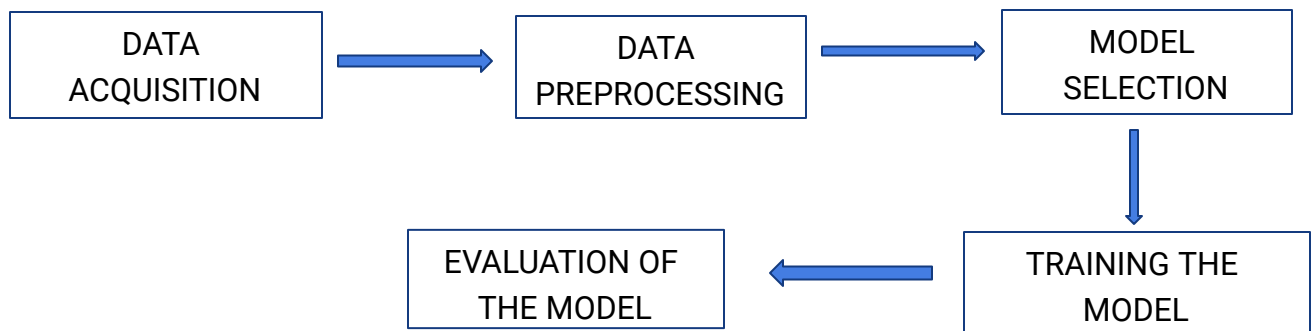 DATA
ACQUISITION
DATA
PREPROCESSING
MODEL
SELECTION
TRAINING THE
MODEL
EVALUATION OF
THE MODEL